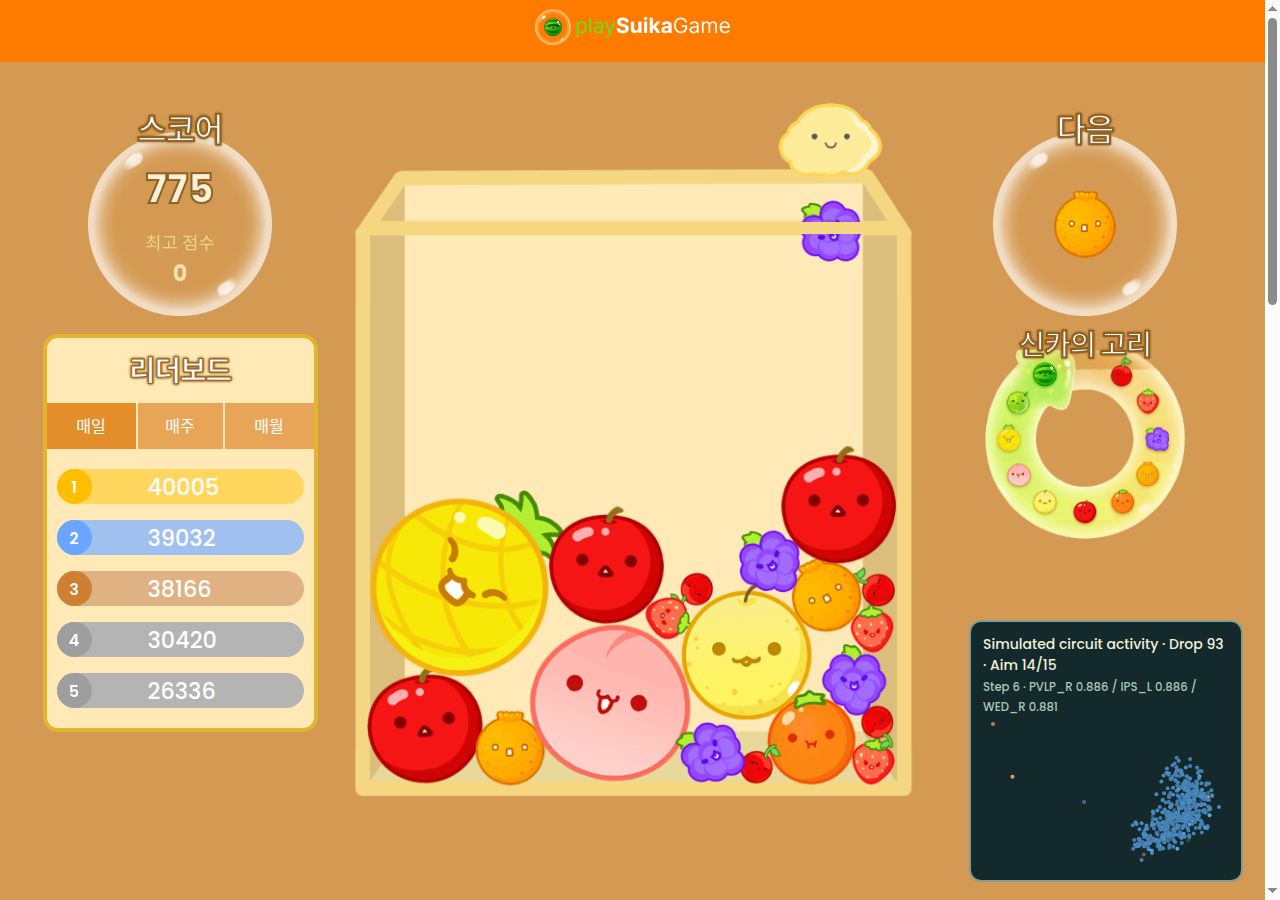 playSuikaGame
스코어
775
최고 점수
0
다음
리더보드
매일
매주
매월
1 40005
2 39032
3 38166
4 30420
5 26336
신카의 고리
Simulated circuit activity · Drop 93
· Aim 14/15
Step 6 · PVLP_R 0.886 / IPS_L 0.886 /
WED_R 0.881